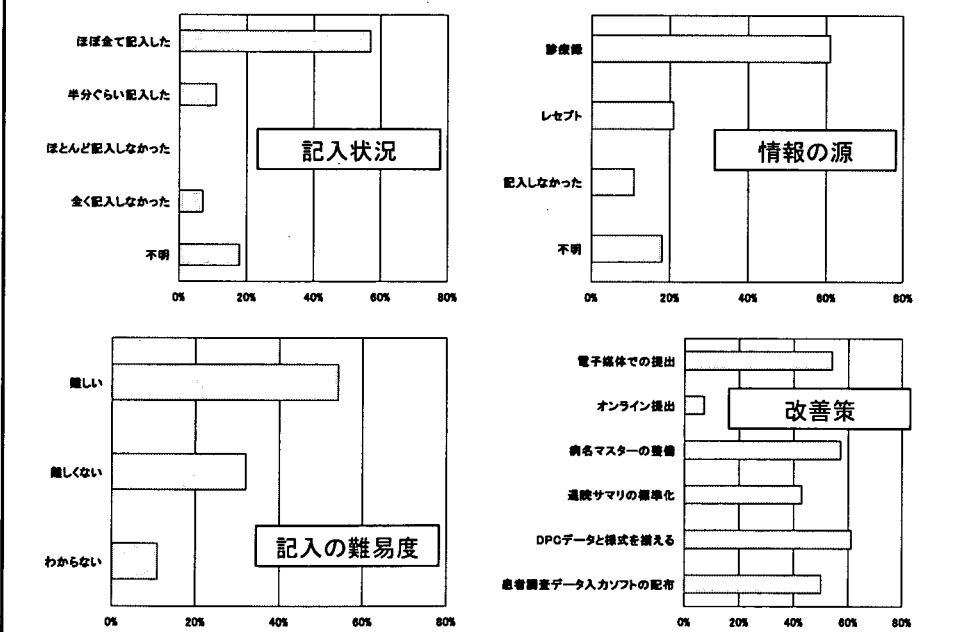 ほぼ全て記入した
半分ぐらい記入した
ほとんど記入しなかった
全く記入しなかった
不明
記入状況
0% 20% 40% 60% 80%
診療録
レセプト
記入しなかった
不明
情報の源
0% 20% 40% 60% 80%
難しい
難しくない
わからない
記入の難易度
0% 20% 40% 60% 80%
電子媒体での提出
オンライン提出
病名マスターの整備
退院サマリの標準化
DPCデータと様式を揃える
患者調査データ入力ソフトの配布
改善策
0% 20% 40% 60% 80%